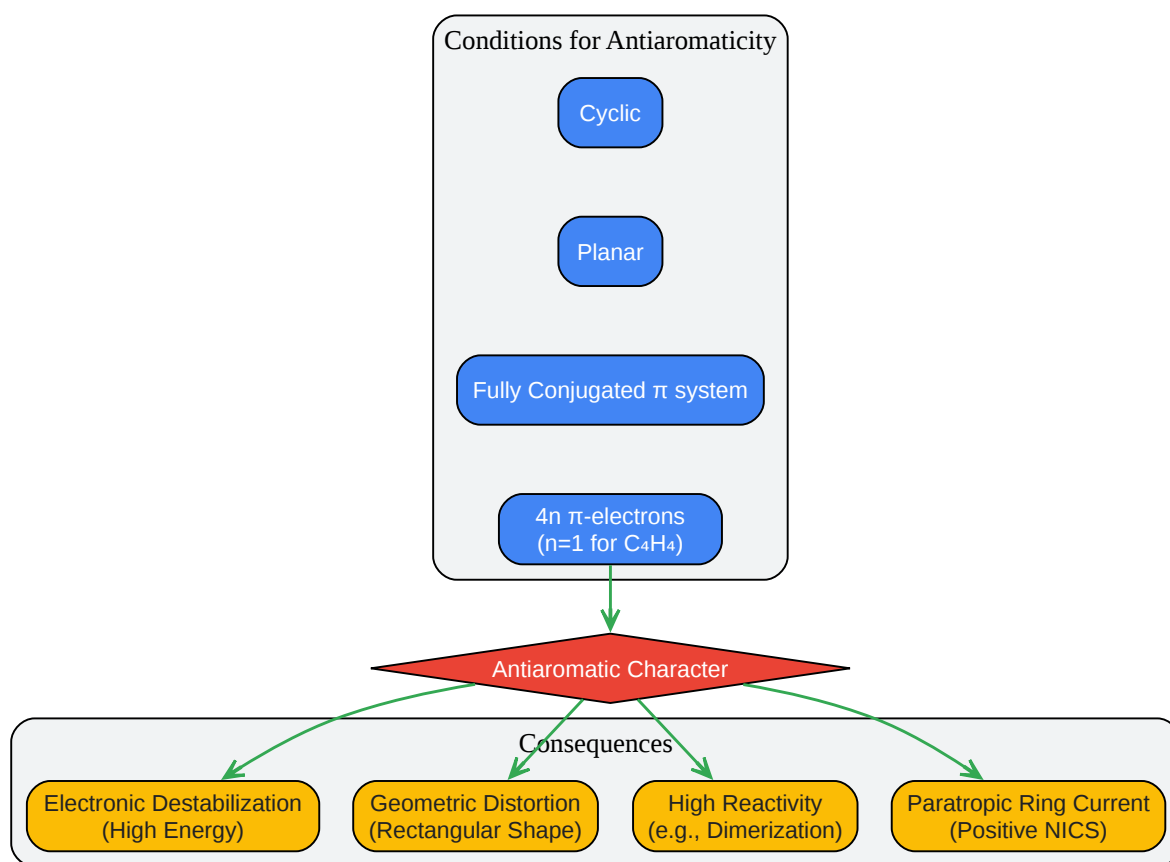 Conditions for Antiaromaticity
Cyclic
Planar
Fully Conjugated π system
4n π-electrons
(n=1 for C₄H₄)
Antiaromatic Character
Consequences
Electronic Destabilization
(High Energy)
Geometric Distortion
(Rectangular Shape)
High Reactivity
(e.g., Dimerization)
Paratropic Ring Current
(Positive NICS)